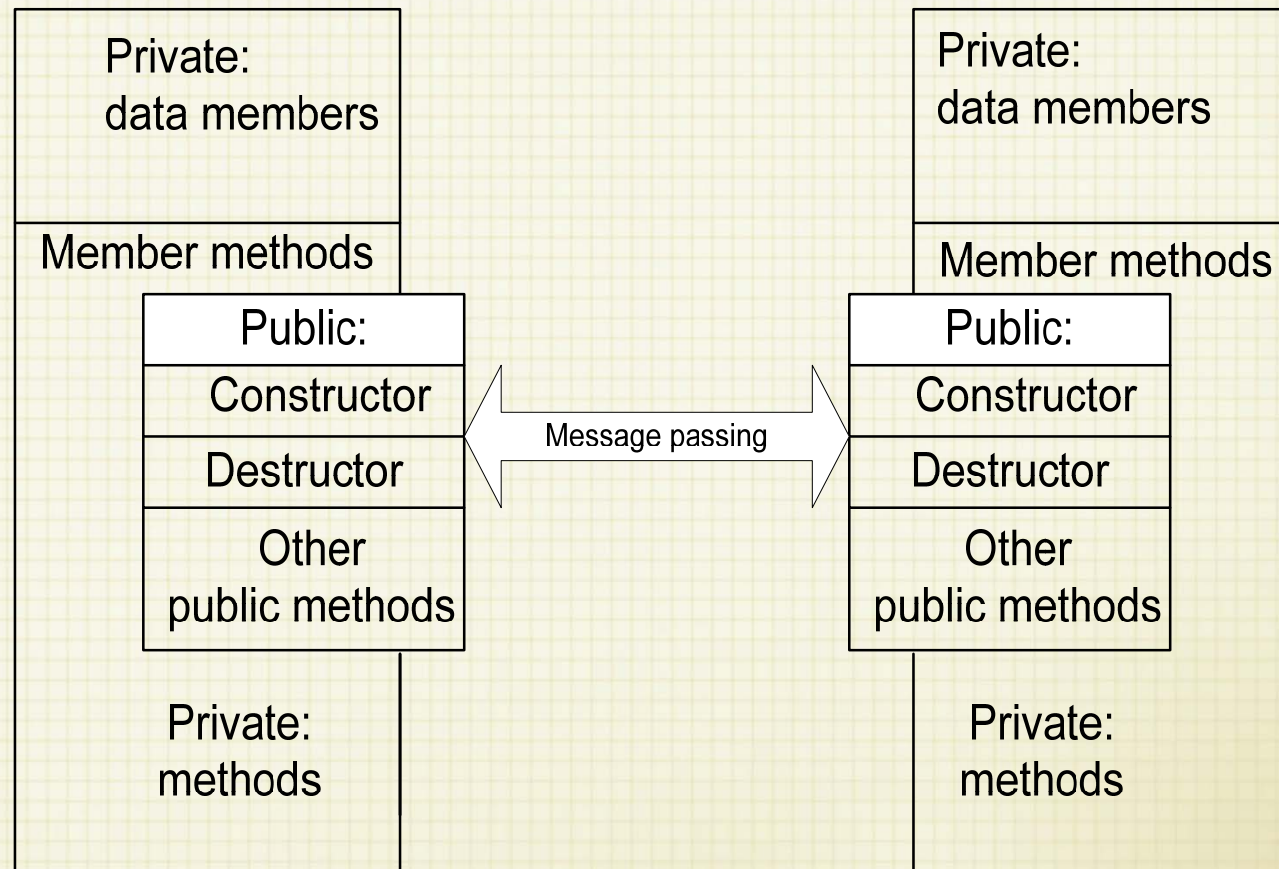 Private:
data members
Member methods
Public:
Constructor
Destructor
Other
public methods
Private:
methods
Message passing
Private:
data members
Member methods
Public:
Constructor
Destructor
Other
public methods
Private:
methods